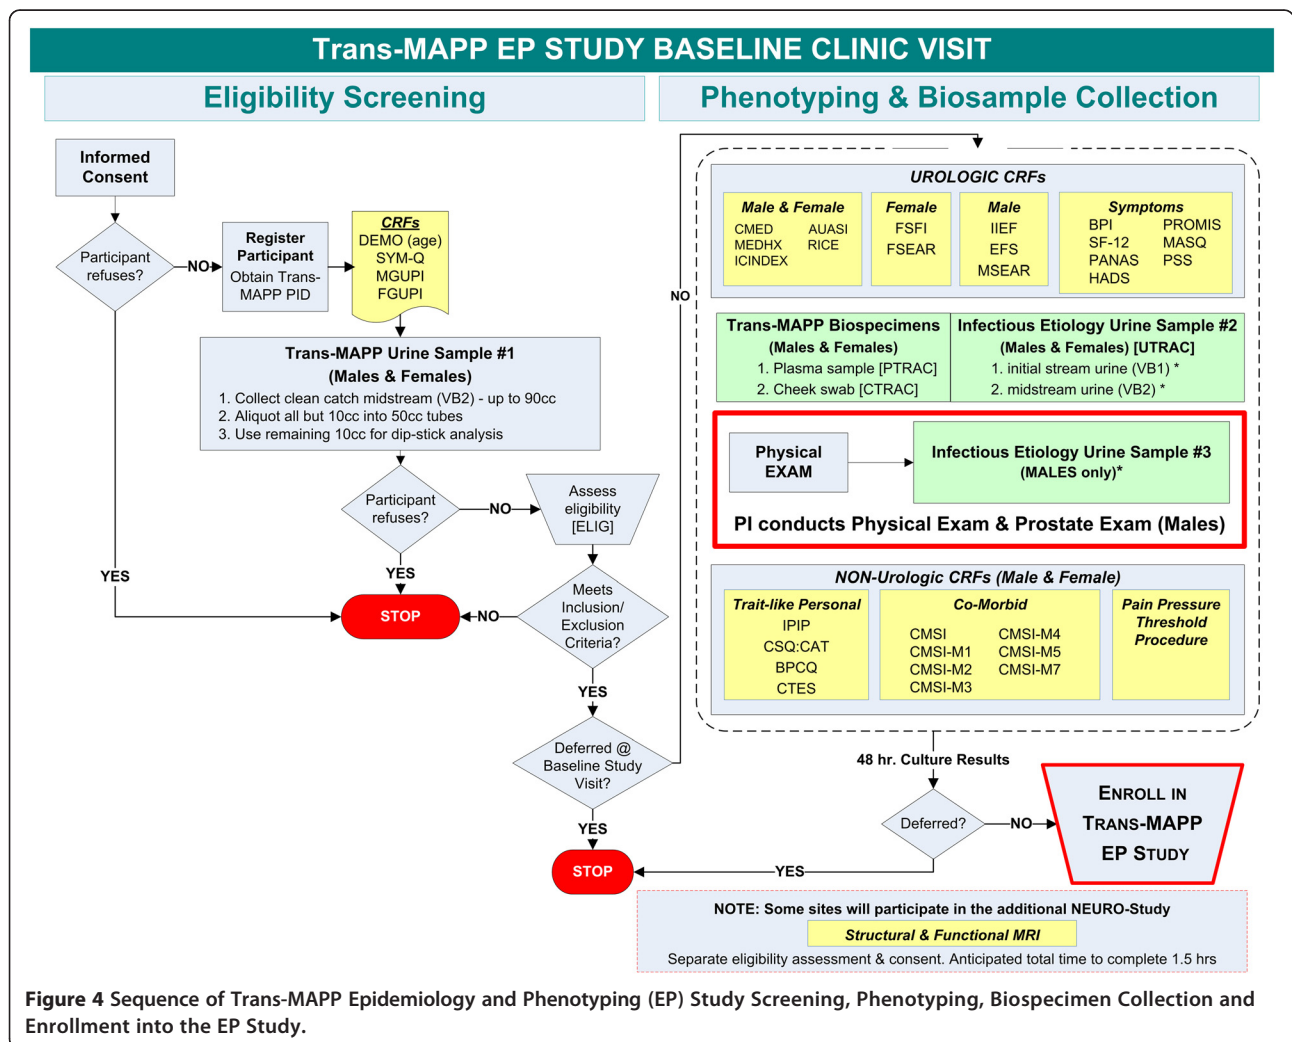 Trans-MAPP EP STUDY BASELINE CLINIC VISIT
Eligibility Screening
Informed
Consent
Participant
refuses?
NO
Register
Participant
Obtain Trans-
MAPP PID
CRFs
DEMO (age)
SYM-Q
MGUPI
FGUPI
Trans-MAPP Urine Sample #1
(Males & Females)
1. Collect clean catch midstream (VB2) - up to 90cc
2. Aliquot all but 10cc into 50cc tubes
3. Use remaining 10cc for dip-stick analysis
Participant
refuses?
NO
Assess
eligibility
[ELIG]
YES
YES
STOP
NO
Meets
Inclusion/
Exclusion
Criteria?
YES
Deferred @
Baseline Study
Visit?
YES
STOP
NO
Phenotyping & Biosample Collection
UROLOGIC CRFs
Male & Female
CMED
MEDHX
ICINDEX
AUASI
RICE
Female
FSFI
FSEAR
Male
IIEF
EFS
MSEAR
Symptoms
BPI
SF-12
PANAS
HADS
PROMIS
MASQ
PSS
Trans-MAPP Biospecimens
(Males & Females)
1. Plasma sample [PTRAC]
2. Cheek swab [CTRAC]
Infectious Etiology Urine Sample #2
(Males & Females) [UTRAC]
1. initial stream urine (VB1) *
2. midstream urine (VB2) *
Physical
EXAM
Infectious Etiology Urine Sample #3
(MALES only)*
PI conducts Physical Exam & Prostate Exam (Males)
NON-Urologic CRFs (Male & Female)
Trait-like Personal
IPIP
CSQ:CAT
BPCQ
CTES
Co-Morbid
CMSI
CMSI-M1
CMSI-M2
CMSI-M3
CMSI-M4
CMSI-M5
CMSI-M7
Pain Pressure
Threshold
Procedure
48 hr. Culture Results
Deferred?
NO
ENROLL IN
TRANS-MAPP
EP STUDY
YES
NOTE: Some sites will participate in the additional NEURO-Study
Structural & Functional MRI
Separate eligibility assessment & consent. Anticipated total time to complete 1.5 hrs
Figure 4 Sequence of Trans-MAPP Epidemiology and Phenotyping (EP) Study Screening, Phenotyping, Biospecimen Collection and
Enrollment into the EP Study.